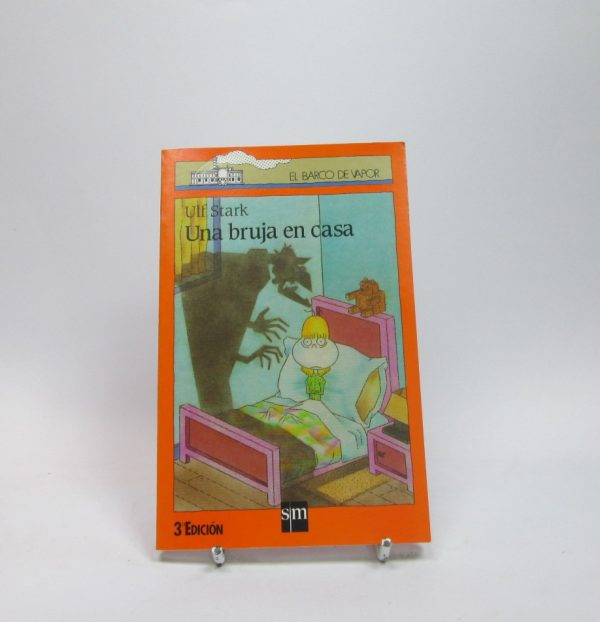 EL BARCO DE VAPOR
Ulf Stark
Una bruja en casa
sm
3ª EDICIÓN